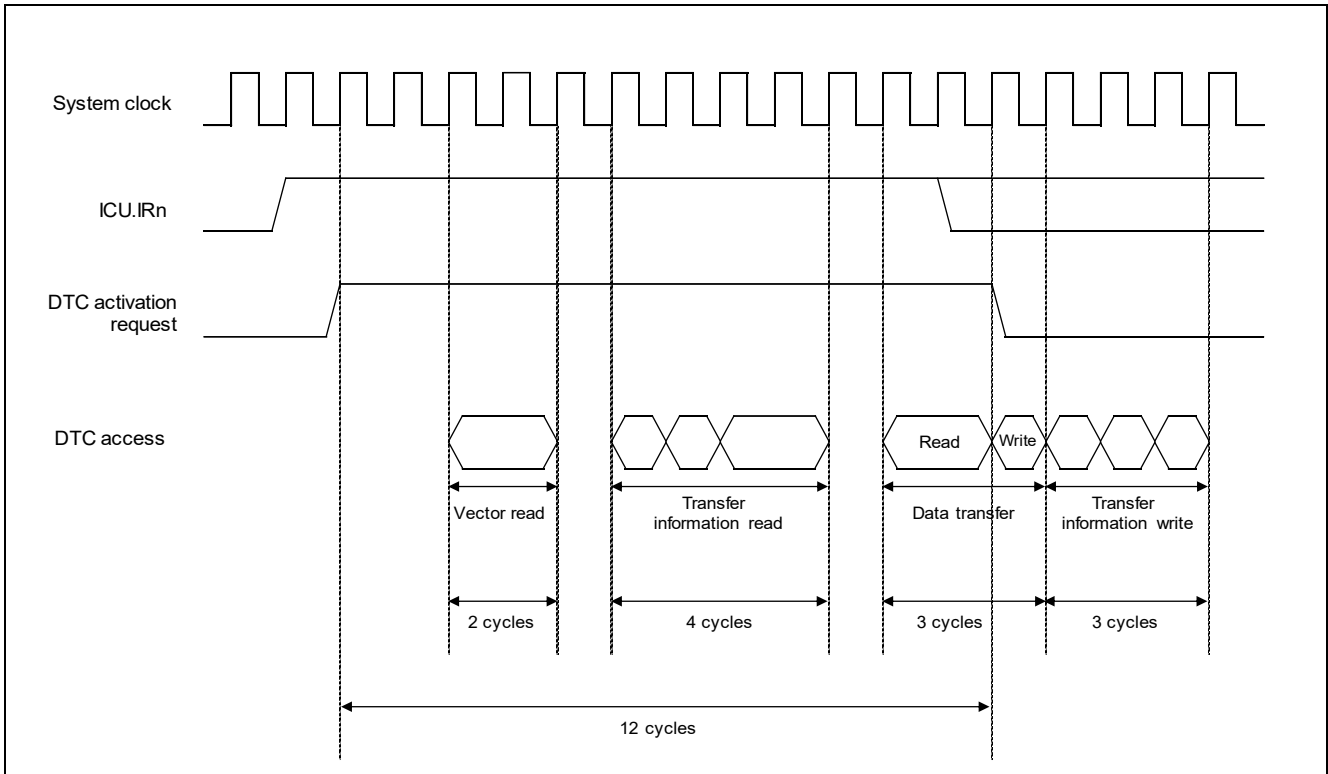 System clock
ICU.IRn
DTC activation
request
DTC access
Read
Write
Vector read
Transfer
information read
Data transfer
Transfer
information write
2 cycles
4 cycles
3 cycles
3 cycles
12 cycles